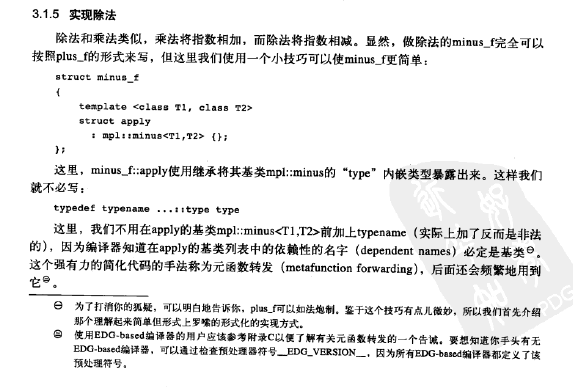 3.1.5 实现除法
除法和乘法类似，乘法将指数相加，而除法将指数相减。显然，做除法的minus_f完全可以
按照plus_f的形式来写，但这里我们使用一个小技巧可以使minus_f更简单：
struct minus_f
{
template <class T1, class T2>
struct apply
: mpl::minus<T1,T2> {};
};
这里，minus_f::apply使用继承将其基类mpl::minus的“type”内嵌类型暴露出来。这样我们
就不必写：
typedef typename ...::type type
这里，我们不用在apply的基类mpl::minus<T1,T2>前加上typename（实际上加了反而是非法
的），因为编译器知道在apply的基类列表中的依赖性的名字（dependent names）必定是基类㊀。
这个强有力的简化代码的手法称为元函数转发（metafunction forwarding），后面还会频繁地用到
它㊁。
㊀ 为了打消你的狐疑，可以明白地告诉你，plus_f可以如法炮制。鉴于这个技巧有点儿微妙，所以我们首先介绍
那个理解起来简单但形式上罗嗦的形式化的实现方式。
㊁ 使用EDG-based编译器的用户应该参考附录C以便了解有关元函数转发的一个告诫。要想知道你手头有无
EDG-based编译器，可以通过检查预处理器符号__EDG_VERSION__，因为所有EDG-based编译器都定义了该
预处理符号。
PDG